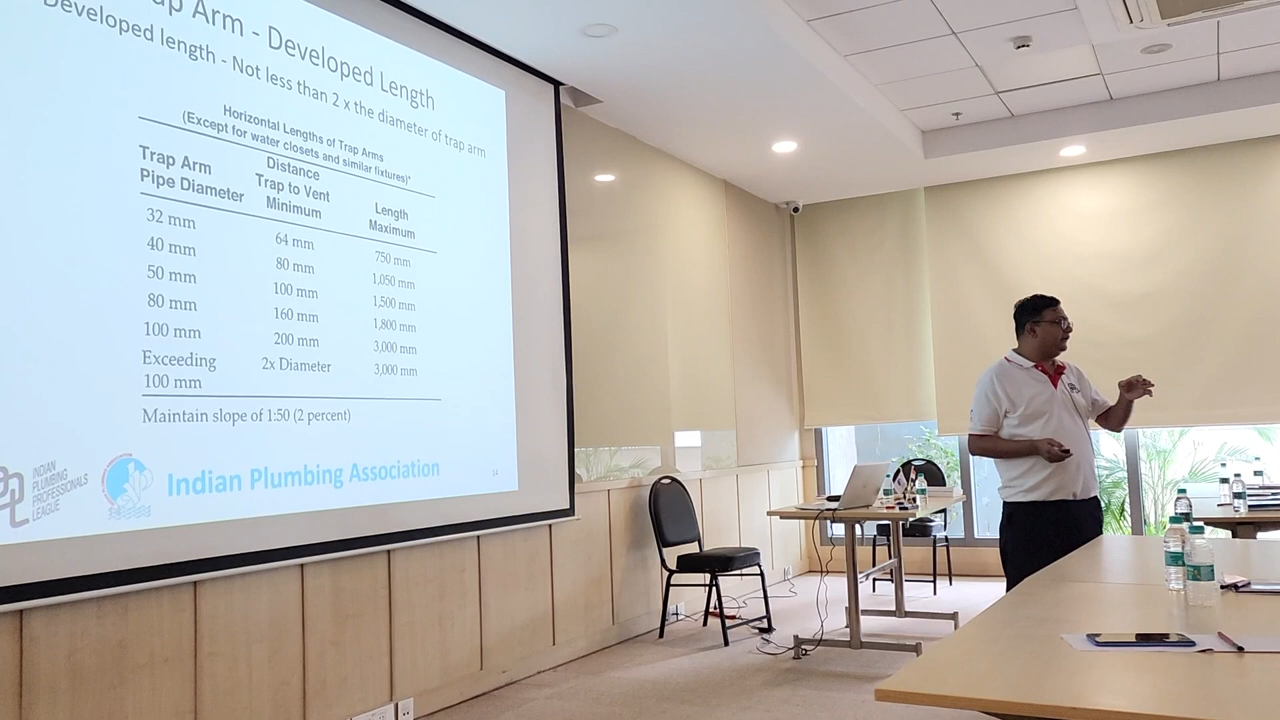 Arm - Developed Length
Developed length - Not less than 2 x the diameter of trap arm
Horizontal Lengths of Trap Arms
(Except for water closets and similar fixtures)*
Trap Arm Pipe Diameter
Distance Trap to Vent Minimum
Length Maximum
32 mm 64 mm 750 mm
40 mm 80 mm 1,050 mm
50 mm 100 mm 1,500 mm
80 mm 160 mm 1,800 mm
100 mm 200 mm 3,000 mm
Exceeding 100 mm 2x Diameter 3,000 mm
Maintain slope of 1:50 (2 percent)
INDIAN
PLUMBING
PROFESSIONALS
LEAGUE
Indian Plumbing Association
14